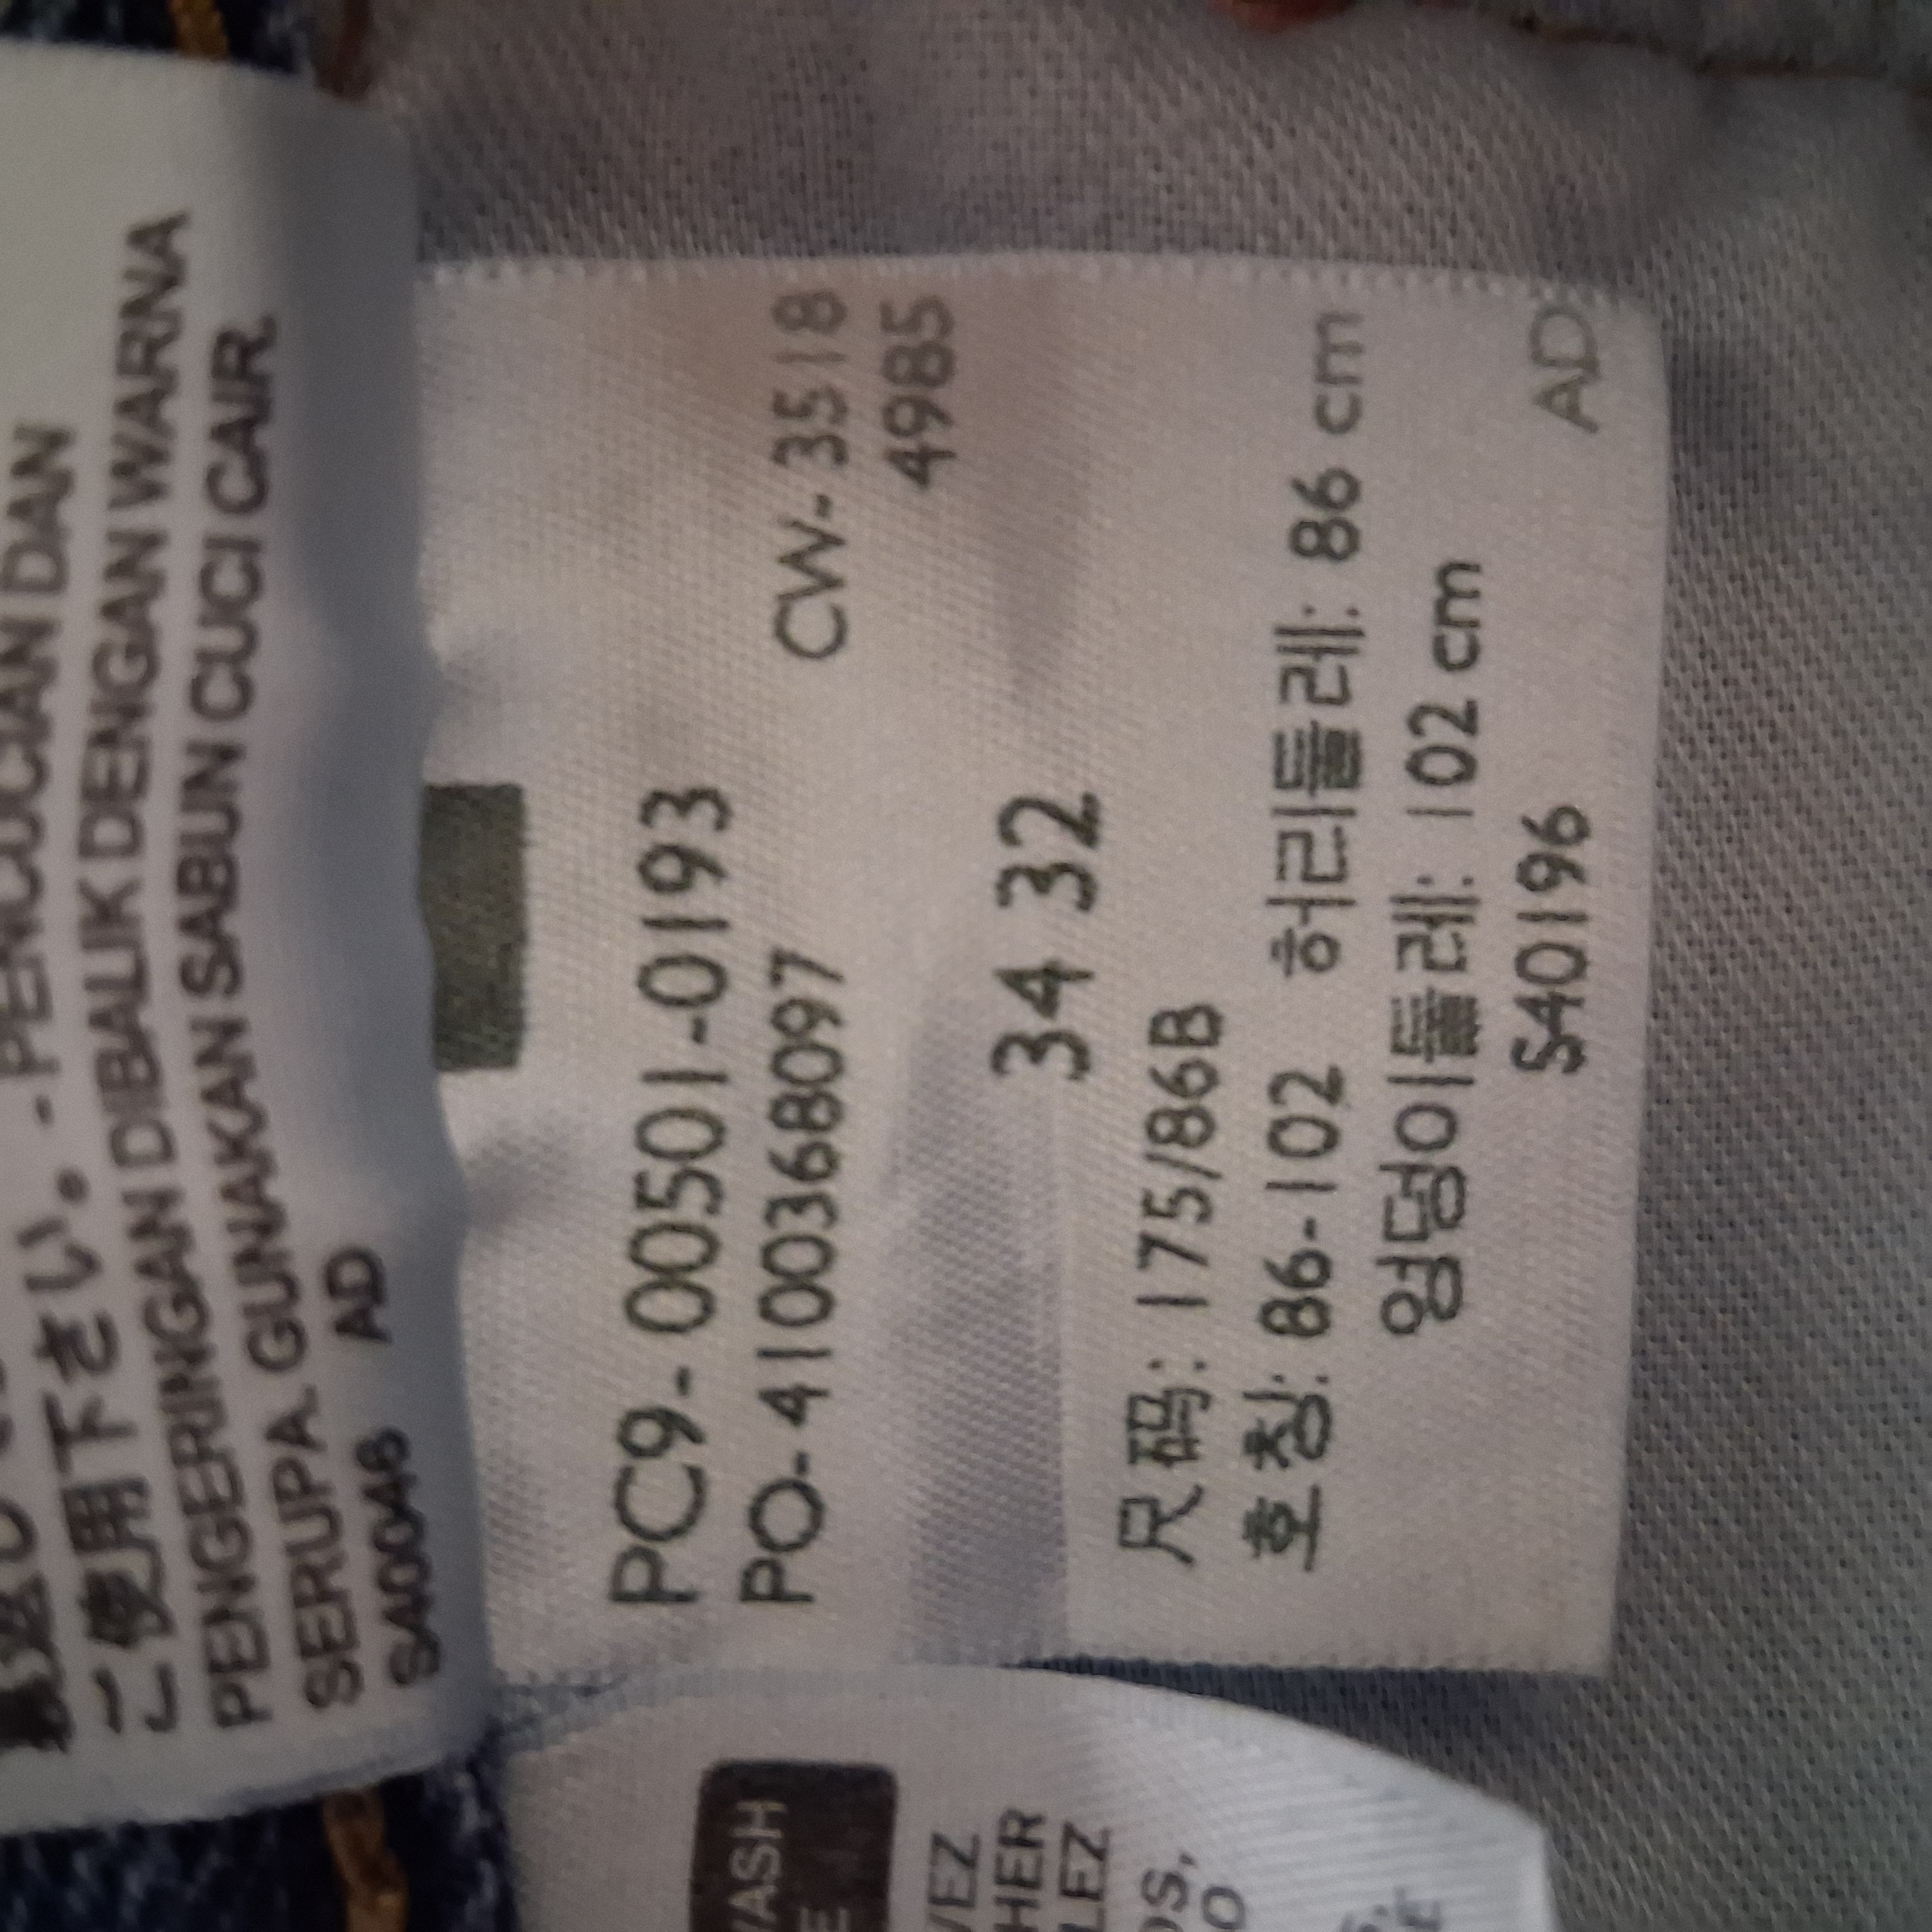 ご使用下さい。 - PENCUCIAN DAN
PENGERINGAN DIBALIK DENGAN WARNA
SERUPA. GUNAKAN SABUN CUCI CAIR.
SA0046 AD
PC9- 00501-0193
PO- 4100368097
CW- 3518
4985
34 32
尺 码: 175/86B
호 칭: 86-102 허리둘레: 86 cm
엉덩이둘레: 102 cm
S40196
AD